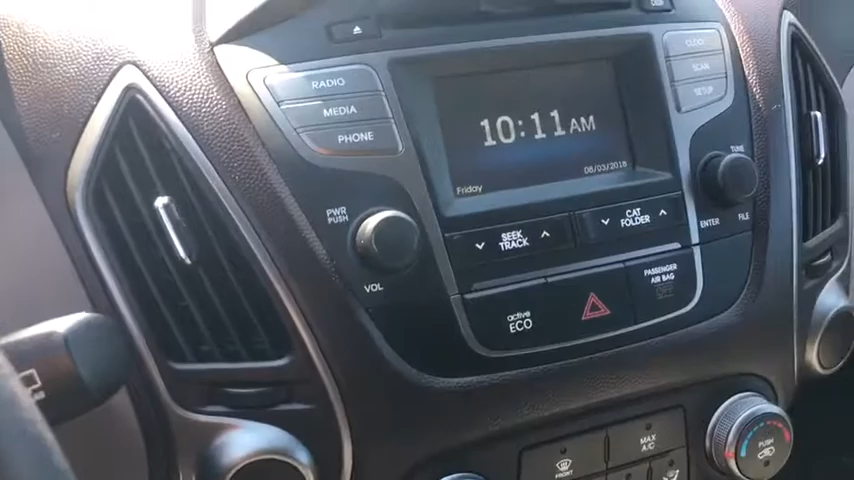 RADIO
MEDIA
PHONE
CLOCK
SCAN
SETUP
10:11 AM
Friday
08/03/2015
PWR
PUSH
VOL
TUNE
ENTER
FILE
SEEK
TRACK
CAT
FOLDER
active
ECO
PASSENGER
AIR BAG
FRONT
MAX
A/C
PUSH